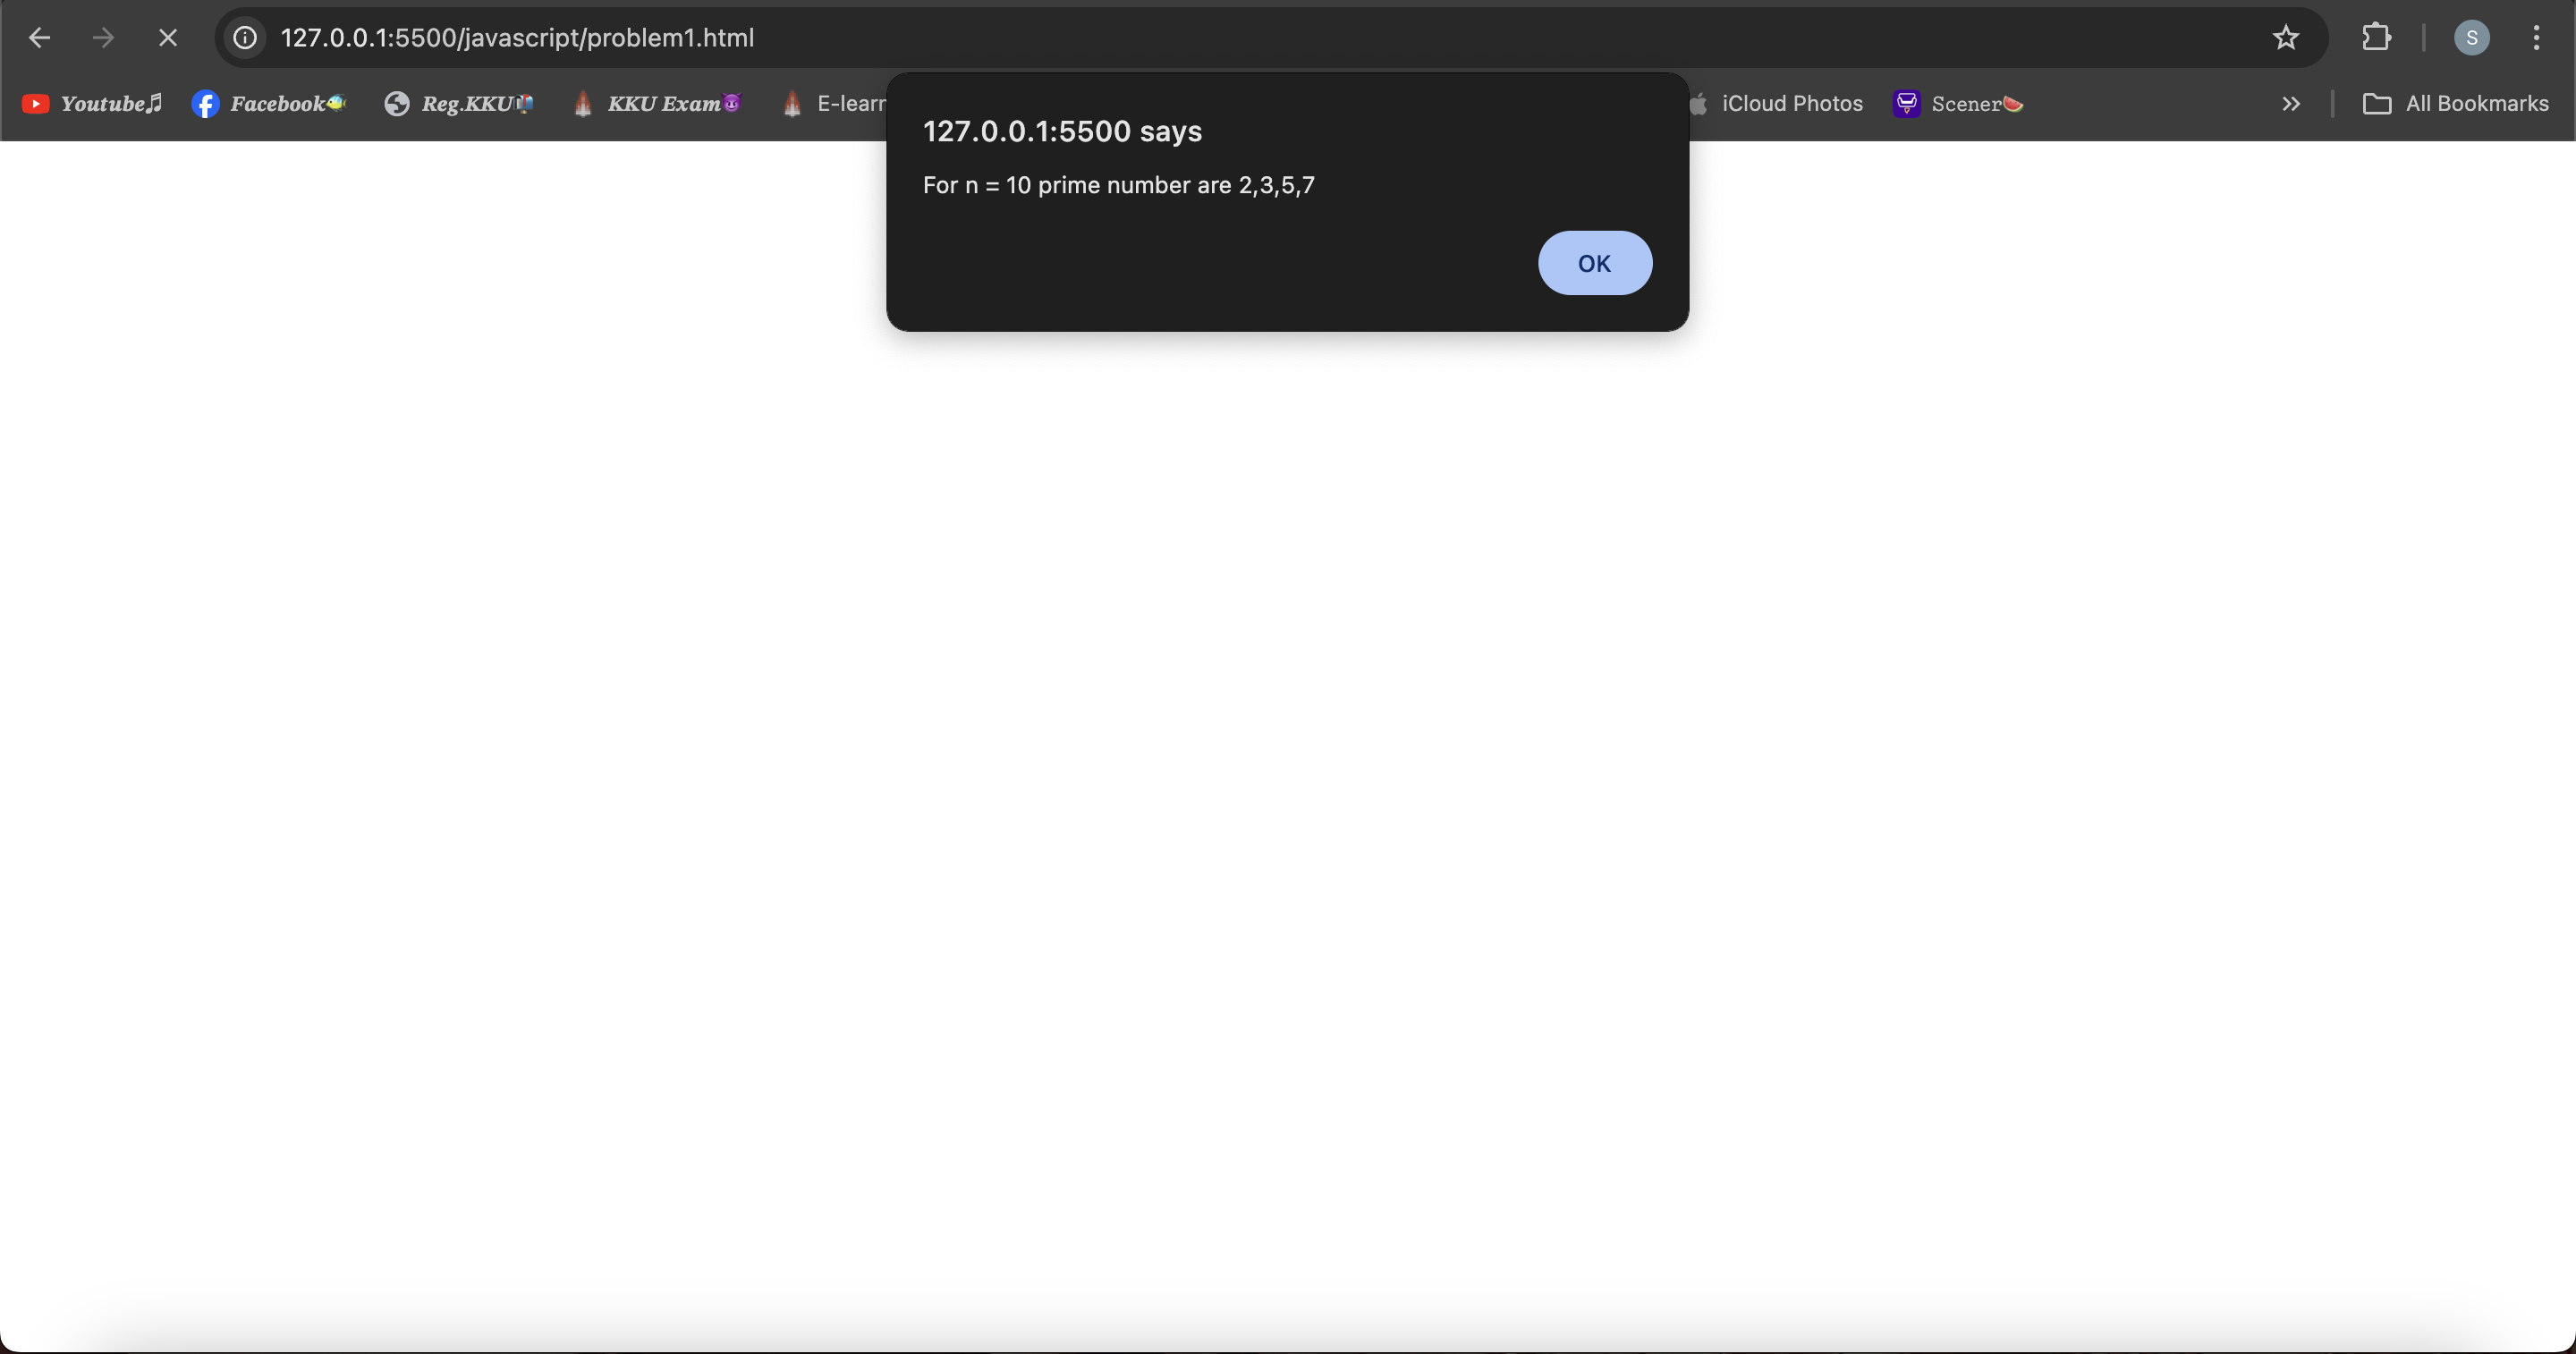 127.0.0.1:5500/javascript/problem1.html
S
Youtube🎵 Facebook🐠 Reg.KKU📬 KKU Exam😈 iCloud Photos Scener🍉 All Bookmarks
127.0.0.1:5500 says
For n = 10 prime number are 2,3,5,7
OK